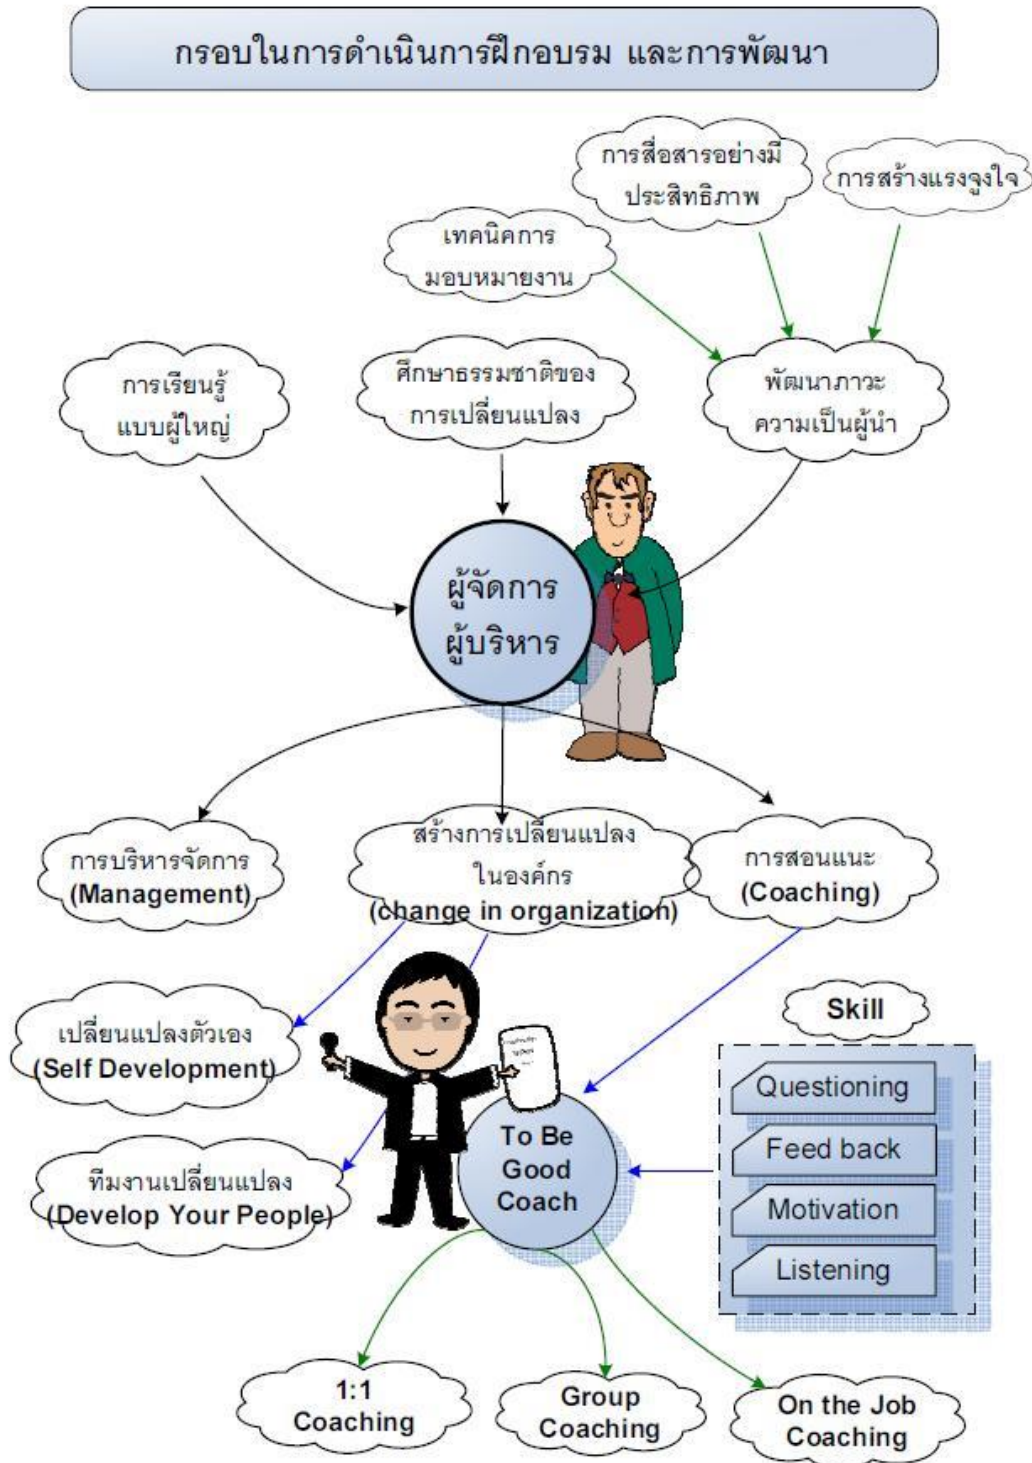 กรอบในการดำเนินการฝึกอบรม และการพัฒนา
การสื่อสารอย่างมี
ประสิทธิภาพ
การสร้างแรงจูงใจ
เทคนิคการ
มอบหมายงาน
การเรียนรู้
แบบผู้ใหญ่
ศึกษาธรรมชาติของ
การเปลี่ยนแปลง
พัฒนาภาวะ
ความเป็นผู้นำ
ผู้จัดการ
ผู้บริหาร
การบริหารจัดการ
(Management)
สร้างการเปลี่ยนแปลง
ในองค์กร
(change in organization)
การสอนแนะ
(Coaching)
เปลี่ยนแปลงตัวเอง
(Self Development)
ทีมงานเปลี่ยนแปลง
(Develop Your People)
To Be
Good
Coach
Skill
Questioning
Feed back
Motivation
Listening
1:1
Coaching
Group
Coaching
On the Job
Coaching